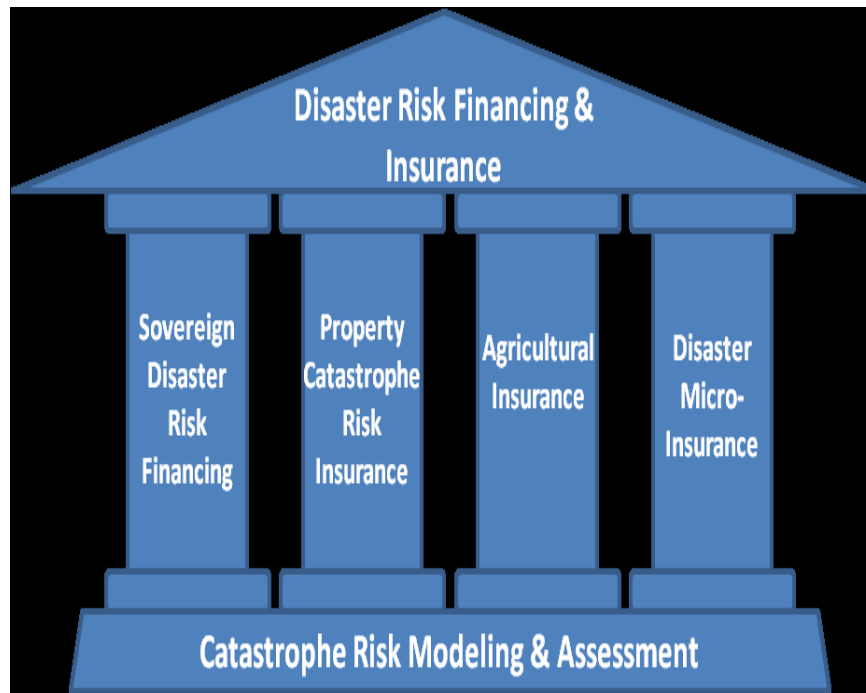 Disaster Risk Financing &
Insurance
Sovereign
Disaster
Risk
Financing
Property
Catastrophe
Risk
Insurance
Agricultural
Insurance
Disaster
Micro-
Insurance
Catastrophe Risk Modeling & Assessment